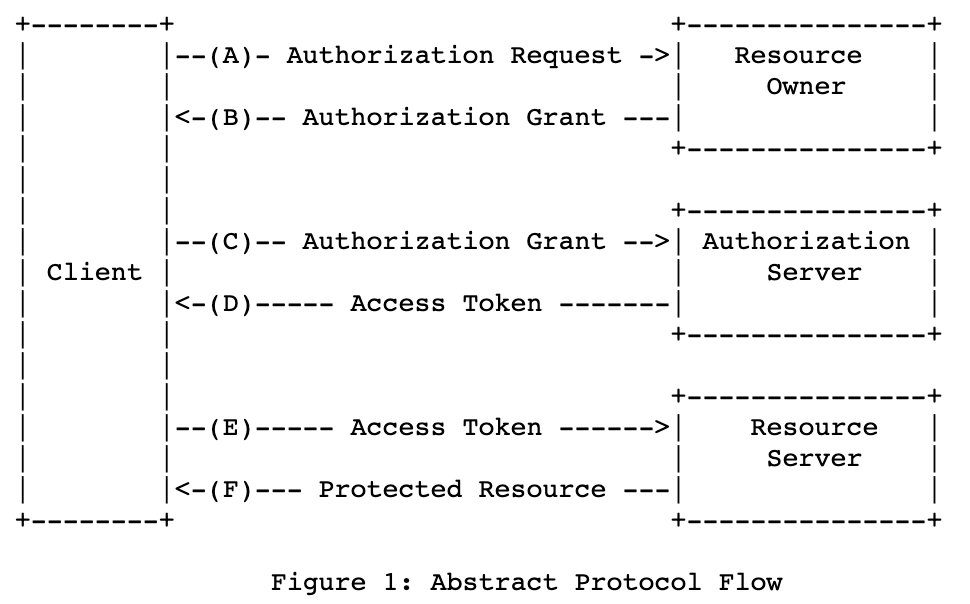 +--------+                               +---------------+
|        |--(A)- Authorization Request ->|   Resource    |
|        |                               |     Owner     |
|        |<-(B)-- Authorization Grant ---|               |
|        |                               +---------------+
|        |
|        |                               +---------------+
|        |--(C)-- Authorization Grant -->| Authorization |
| Client |                               |     Server    |
|        |<-(D)----- Access Token -------|               |
|        |                               +---------------+
|        |
|        |                               +---------------+
|        |--(E)----- Access Token ------>|    Resource   |
|        |                               |     Server    |
|        |<-(F)--- Protected Resource ---|               |
+--------+                               +---------------+
Figure 1: Abstract Protocol Flow